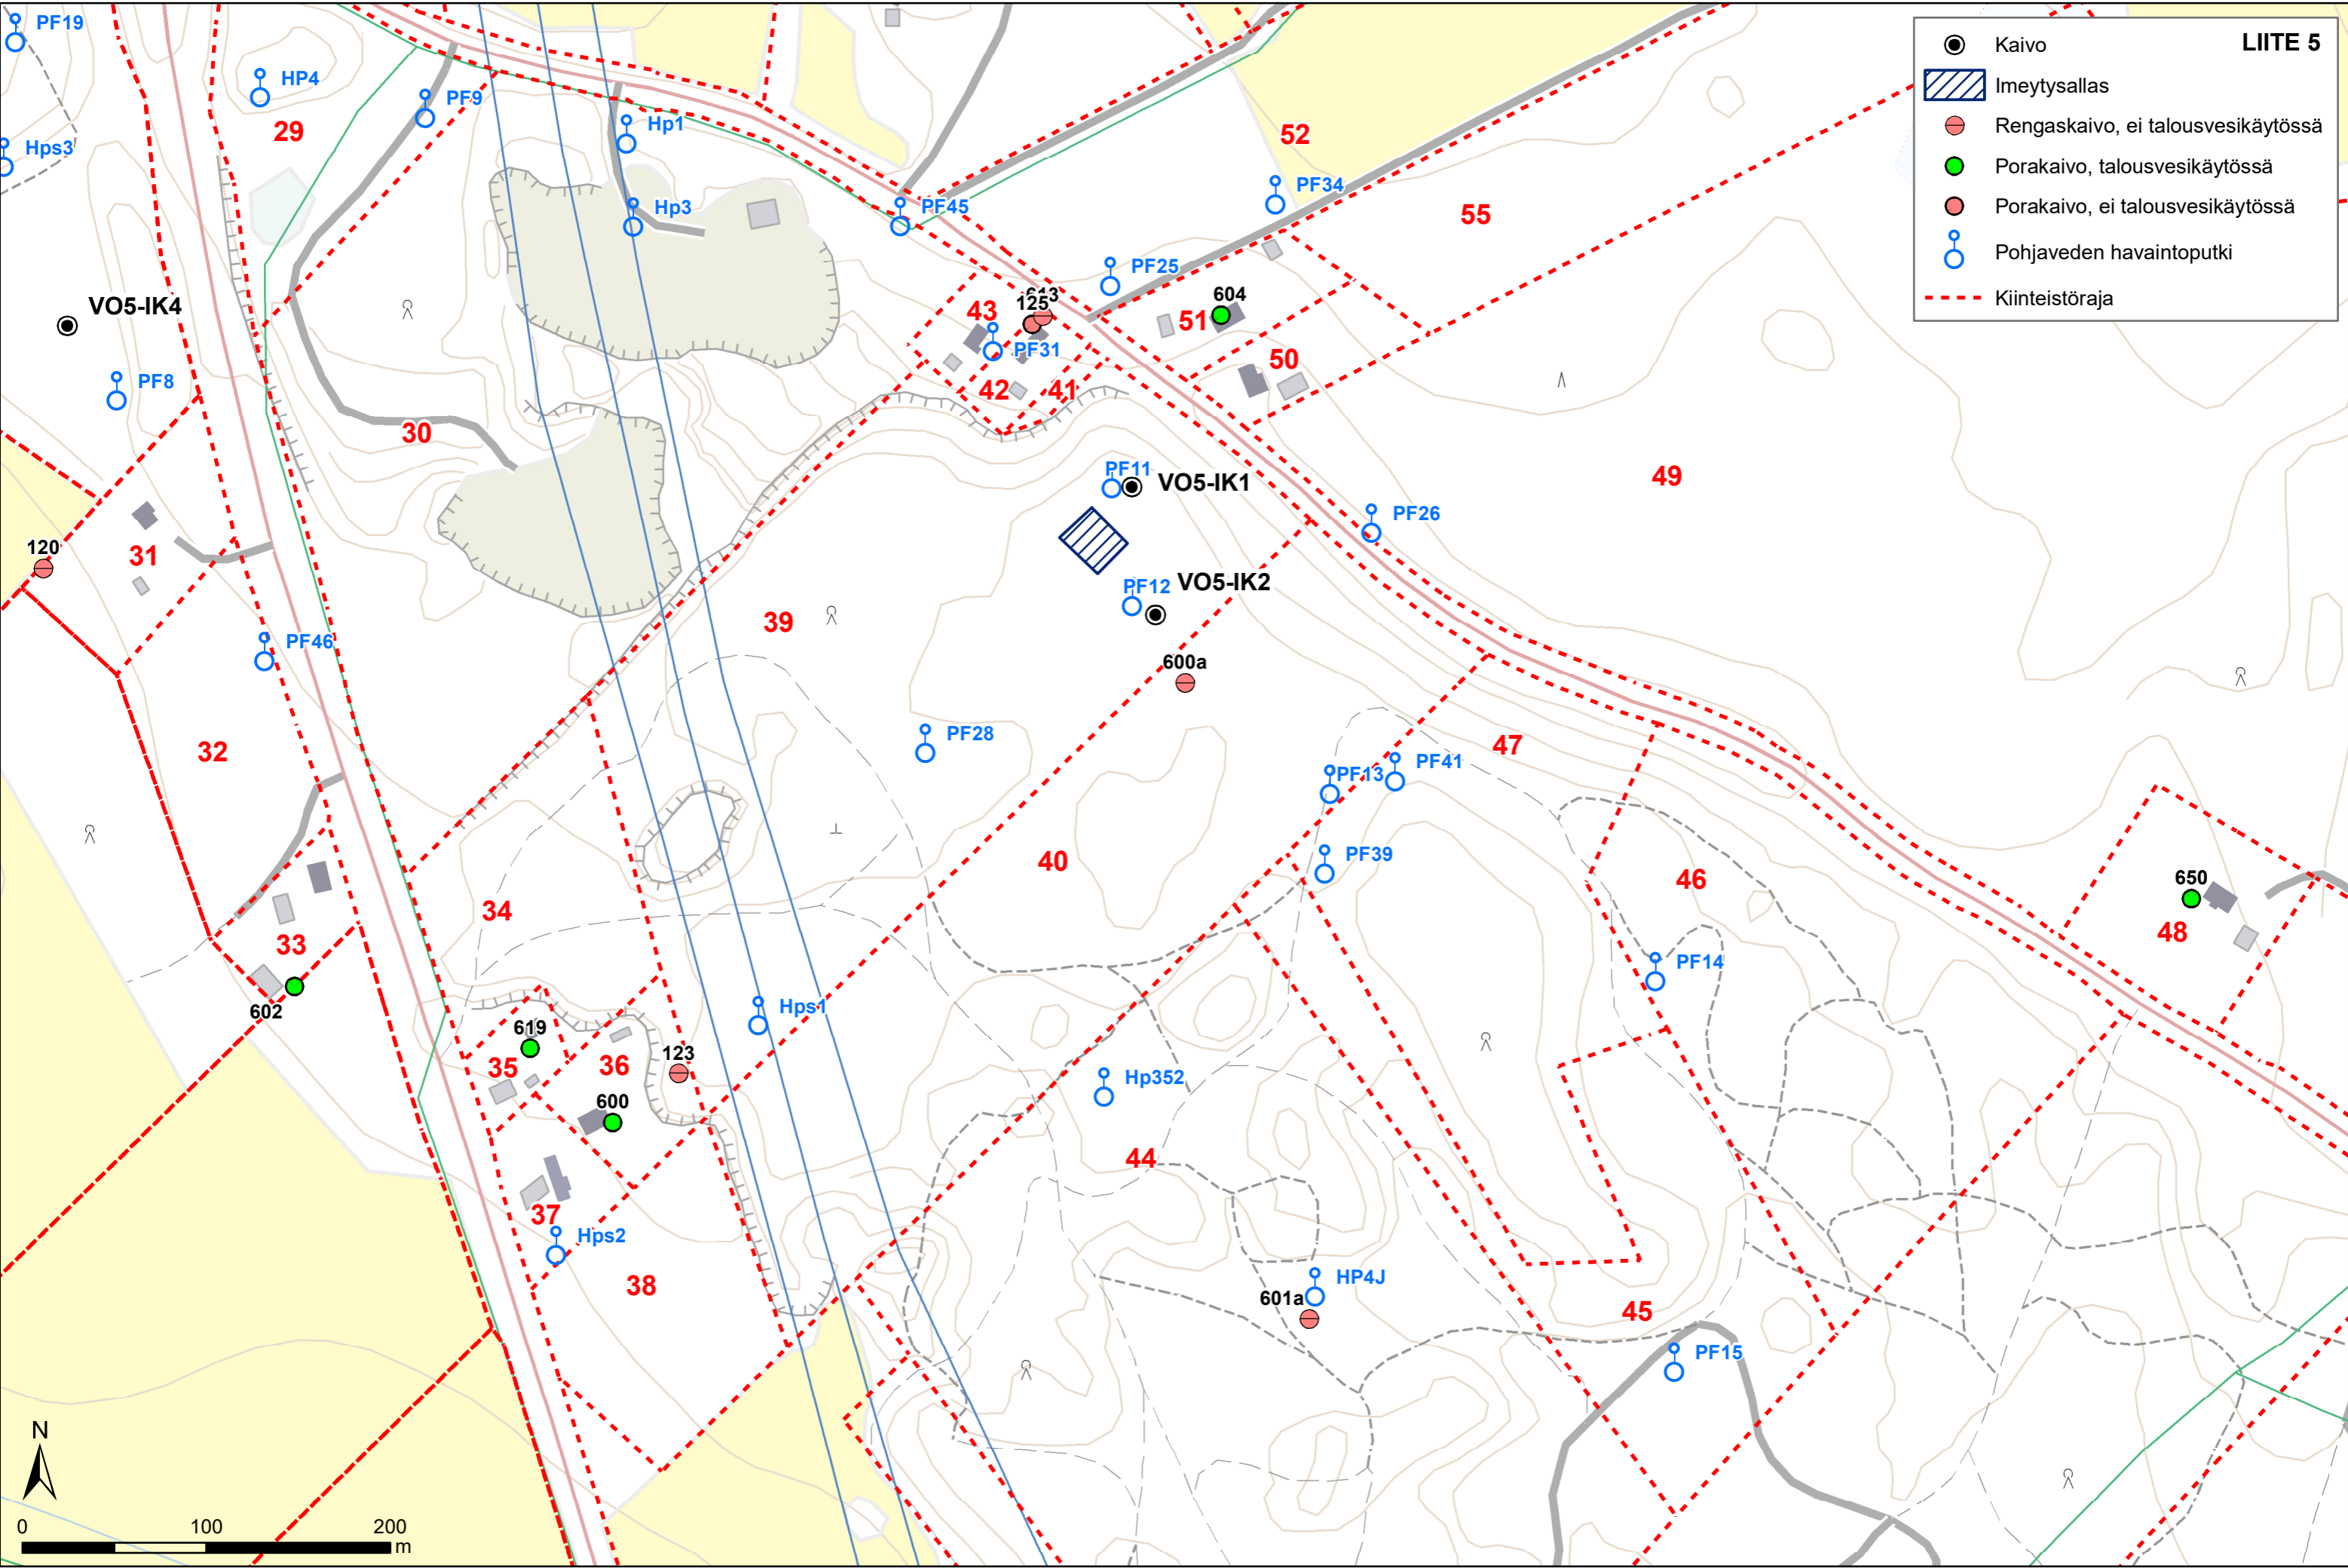 LIITE 5
Kaivo
Imeytysallas
Rengaskaivo, ei talousvesikäytössä
Porakaivo, talousvesikäytössä
Porakaivo, ei talousvesikäytössä
Pohjaveden havaintoputki
Kiinteistöraja
PF19
HP4
PF9
Hp1
29
52
Hps3
PF34
Hp3
PF45
55
PF25
VO5-IK4
613
604
125
43
51
PF31
50
PF8
42
41
30
PF11
VO5-IK1
49
PF26
120
31
VO5-IK2
PF12
39
PF46
600a
32
PF28
47
PF13
PF41
40
PF39
46
650
34
48
33
PF14
602
Hps1
619
35
36
123
Hp352
600
44
37
Hps2
HP4J
38
601a
45
PF15
N
0 100 200
m